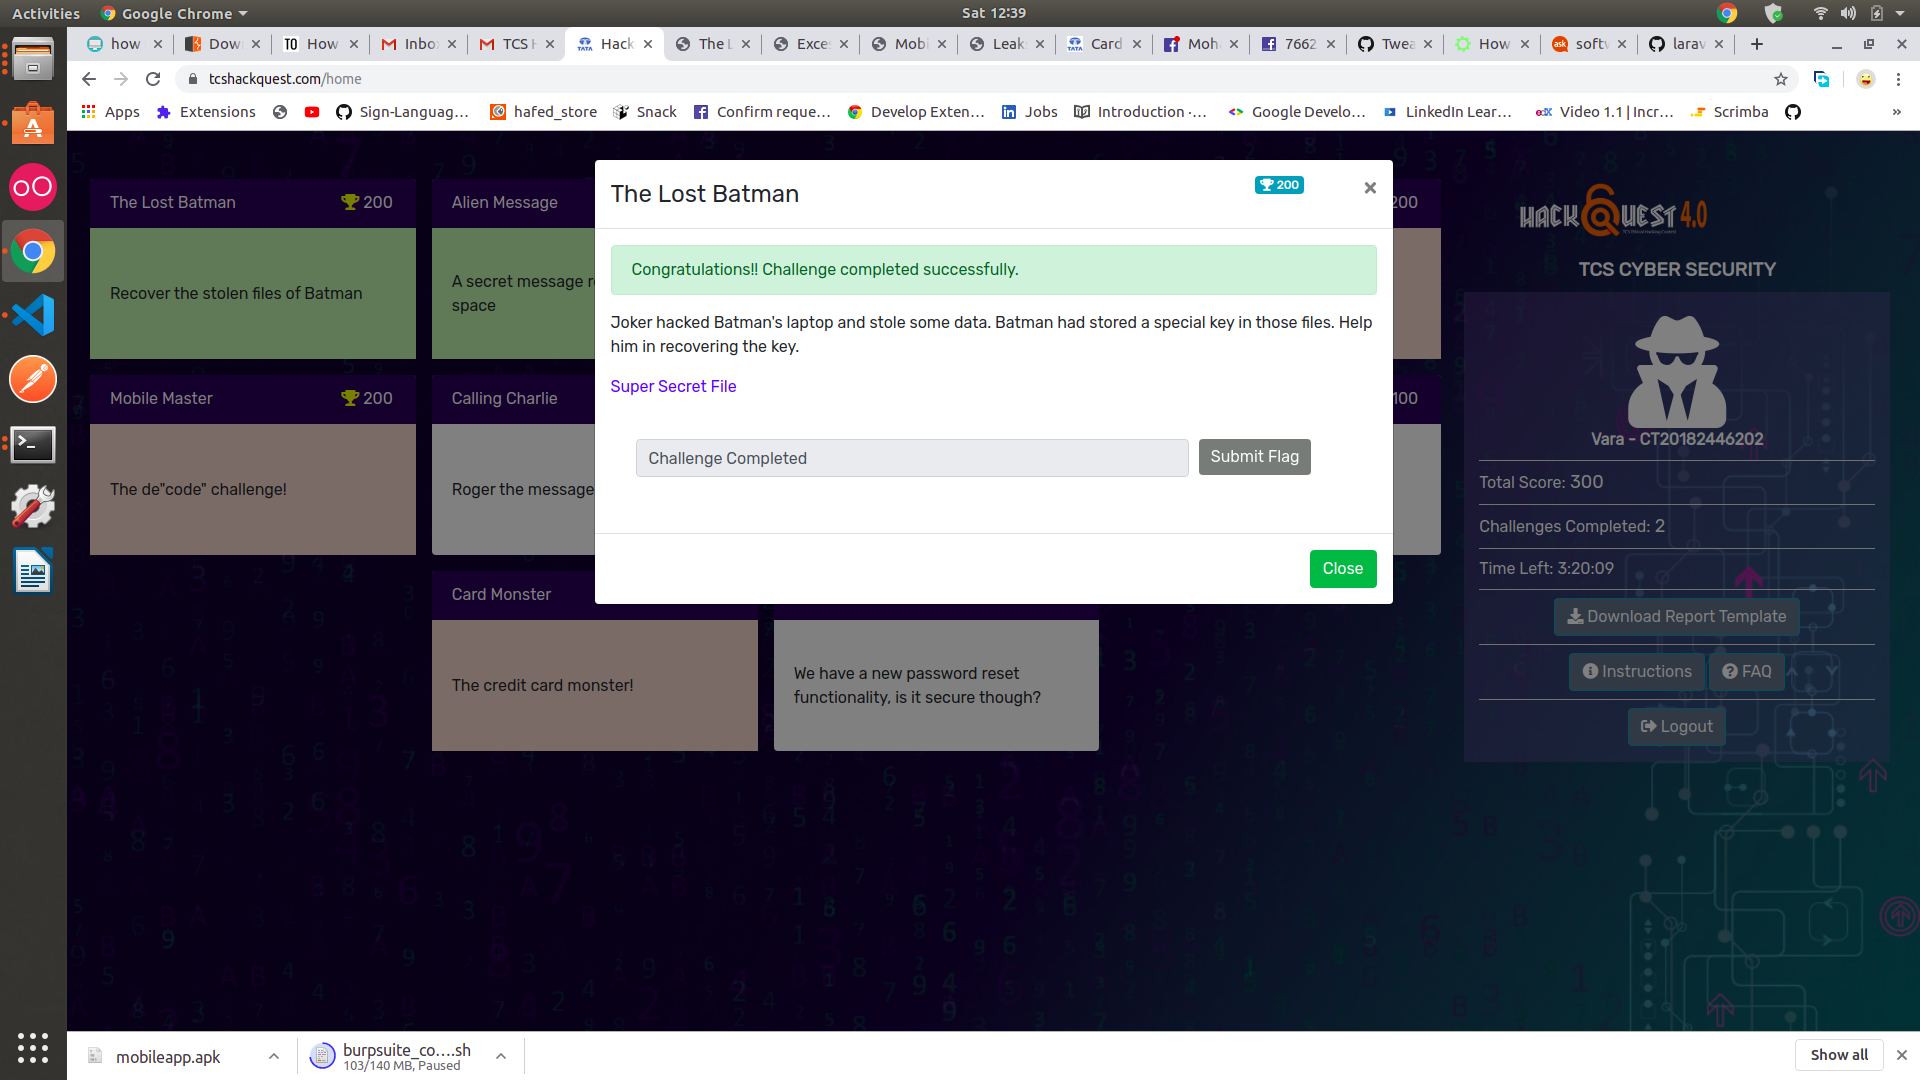 Activities
Google Chrome
Sat 12:39
how
Dow
How
Inbo
TCS H
Hack
The L
Exce
Mobi
Leak
Card
Moh
7662
Twea
How
softw
larav
tcshackquest.com/home
Apps
Extensions
Sign-Languag...
hafed_store
Snack
Confirm reque...
Develop Exten...
Jobs
Introduction ·...
Google Develo...
LinkedIn Lear...
Video 1.1 | Incr...
Scrimba
»
The Lost Batman
200
Recover the stolen files of Batman
Alien Message
A secret message r
space
200
The Lost Batman
200
Congratulations!! Challenge completed successfully.
Joker hacked Batman's laptop and stole some data. Batman had stored a special key in those files. Help
him in recovering the key.
Super Secret File
Challenge Completed
Submit Flag
Close
Mobile Master
200
The de"code" challenge!
Calling Charlie
Roger the message
100
Card Monster
The credit card monster!
We have a new password reset
functionality, is it secure though?
HACKQUEST 4.0
TCS CYBER SECURITY
Vara - CT20182446202
Total Score: 300
Challenges Completed: 2
Time Left: 3:20:09
Download Report Template
Instructions
FAQ
Logout
mobileapp.apk
burpsuite_co....sh
103/140 MB, Paused
Show all